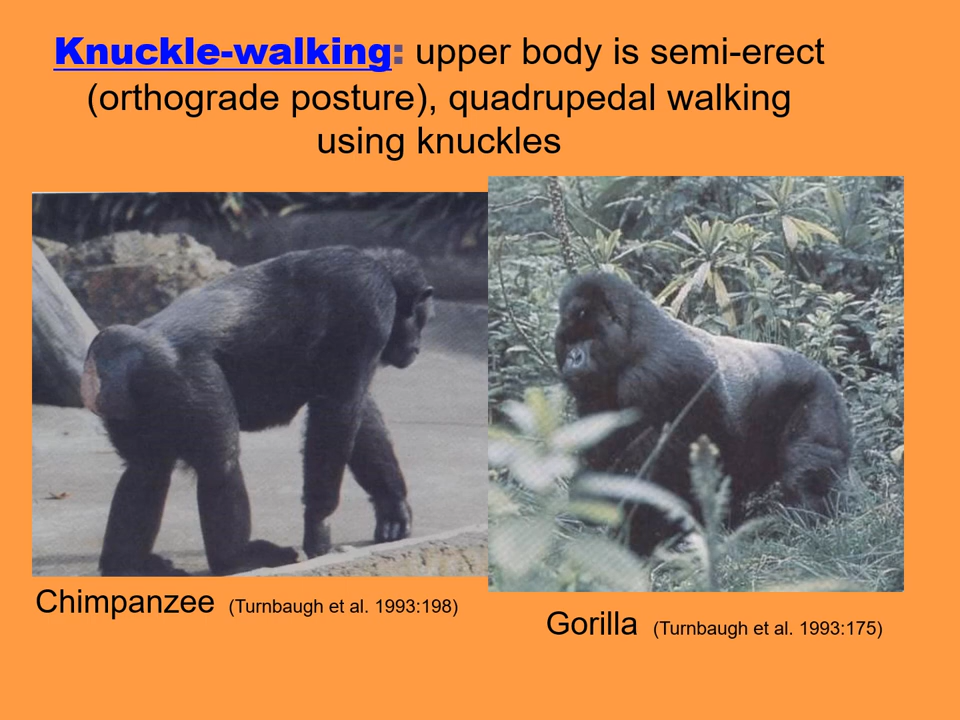 Knuckle-walking: upper body is semi-erect
(orthograde posture), quadrupedal walking
using knuckles
Chimpanzee (Turnbaugh et al. 1993:198)
Gorilla (Turnbaugh et al. 1993:175)